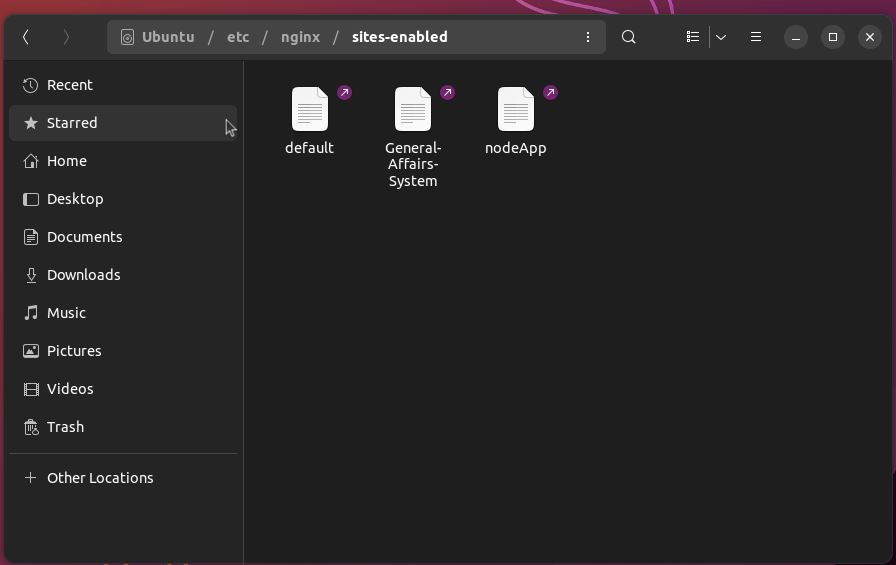 Ubuntu / etc / nginx / sites-enabled
Recent
Starred
Home
Desktop
Documents
Downloads
Music
Pictures
Videos
Trash
Other Locations
default
General-
Affairs-
System
nodeApp